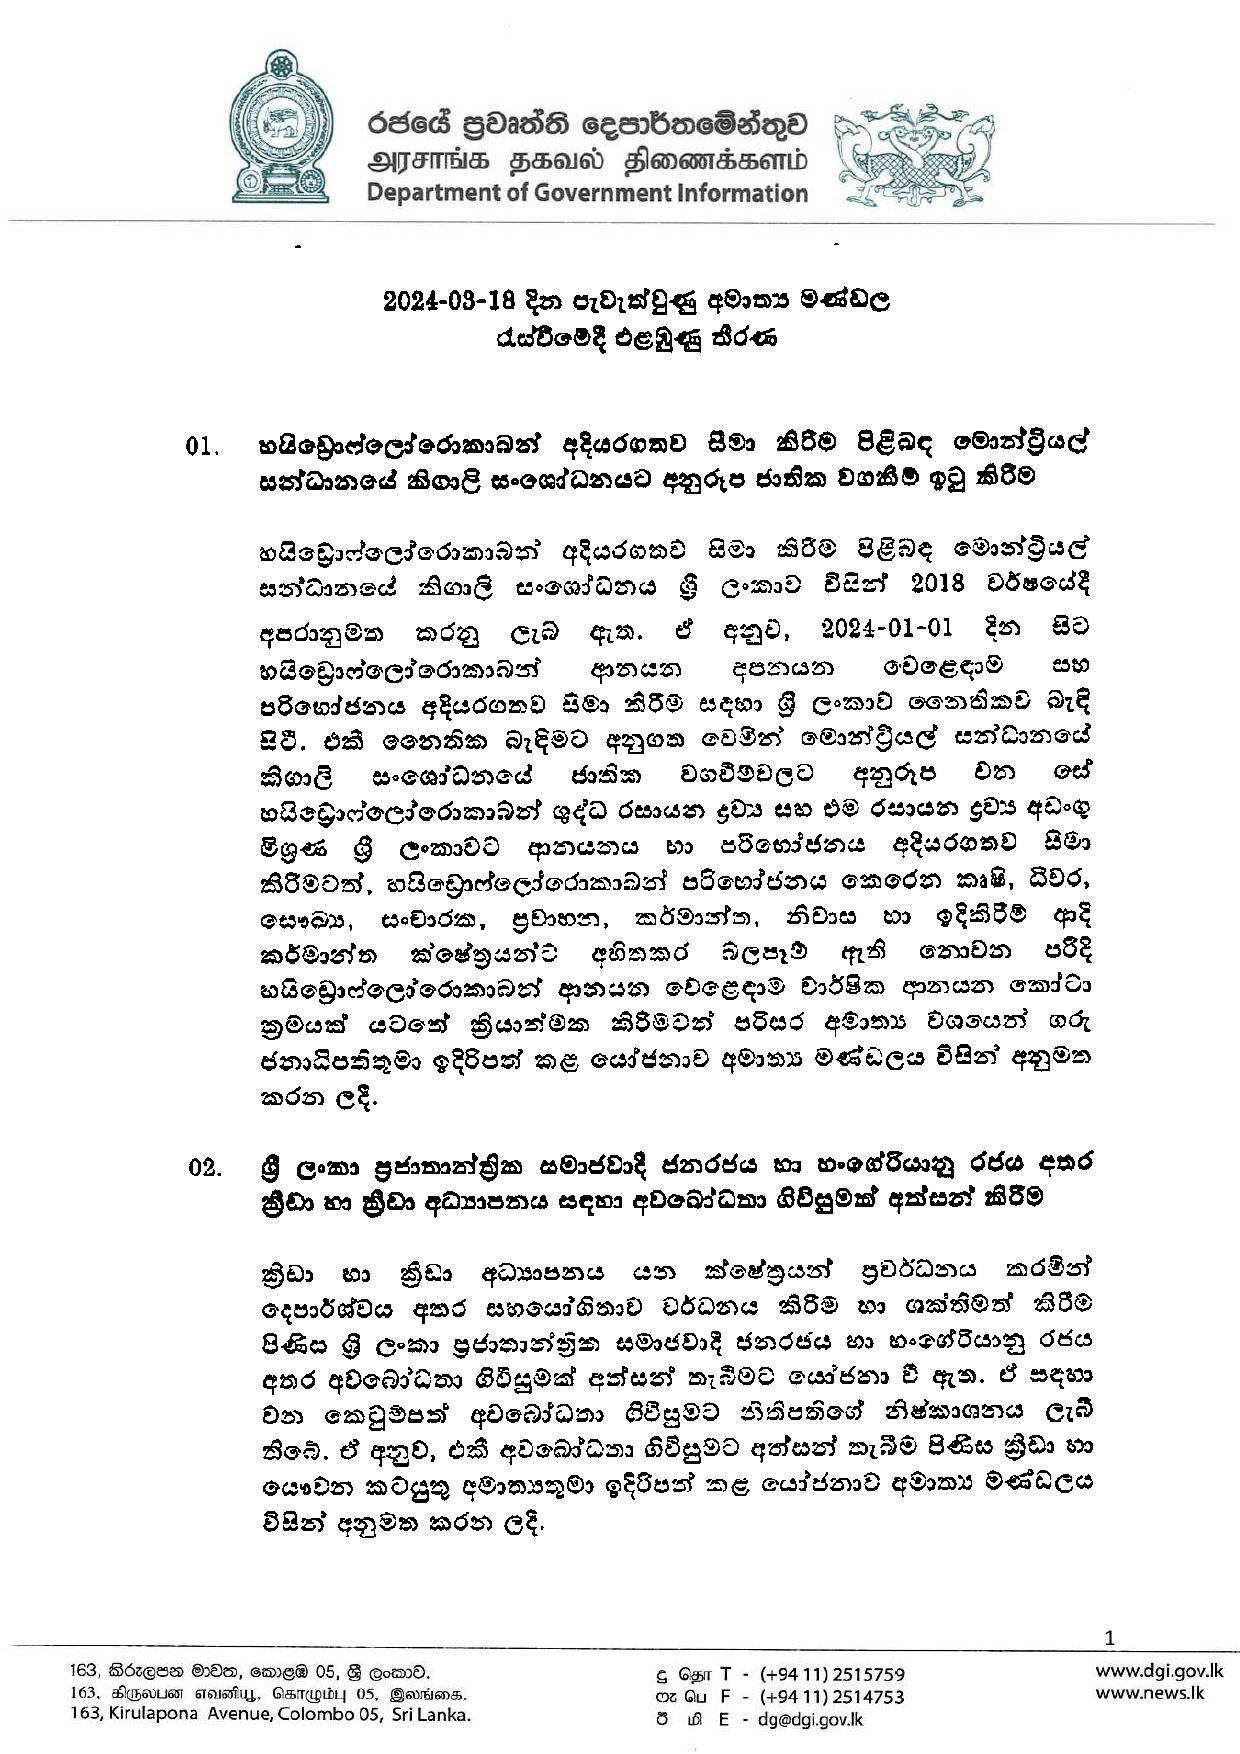 රජයේ ප්‍රවෘත්ති දෙපාර්තමේන්තුව
அரசாங்க தகவல் திணைக்களம்
Department of Government Information
2024-03-18 දින පැවැත්වුණු අමාත්‍ය මණ්ඩල
රැස්වීමේදී එළඹුණු තීරණ
01. හයිඩ්‍රොෆ්ලෝරොකාබන් අදියරගතව සීමා කිරීම පිළිබඳ මොන්ට්‍රියල්
සන්ධානයේ කිගාලි සංශෝධනයට අනුරූප ජාතික වගකීම් ඉටු කිරීම
හයිඩ්‍රොෆ්ලෝරොකාබන් අදියරගතව සීමා කිරීම පිළිබඳ මොන්ට්‍රියල්
සන්ධානයේ කිගාලි සංශෝධනය ශ්‍රී ලංකාව විසින් 2018 වර්ෂයේදී
අපරානුමත කරනු ලැබ ඇත. ඒ අනුව, 2024-01-01 දින සිට
හයිඩ්‍රොෆ්ලෝරොකාබන් ආනයන අපනයන වෙළෙඳාම සහ
පරිභෝජනය අදියරගතව සීමා කිරීම සඳහා ශ්‍රී ලංකාව නෛතිකව බැඳී
සිටී. එකී නෛතික බැඳීමට අනුගත වෙමින් මොන්ට්‍රියල් සන්ධානයේ
කිගාලි සංශෝධනයේ ජාතික වගවීම්වලට අනුරූප වන සේ
හයිඩ්‍රොෆ්ලෝරොකාබන් ශුද්ධ රසායන ද්‍රව්‍ය සහ එම රසායන ද්‍රව්‍ය අඩංගු
මිශ්‍රණ ශ්‍රී ලංකාවට ආනයනය හා පරිභෝජනය අදියරගතව සීමා
කිරීමටත්, හයිඩ්‍රොෆ්ලෝරොකාබන් පරිභෝජනය කෙරෙන කෘෂි, ධීවර,
සෞඛ්‍ය, සංචාරක, ප්‍රවාහන, කර්මාන්ත, නිවාස හා ඉදිකිරීම් ආදී
කර්මාන්ත ක්ෂේත්‍රයන්ට අහිතකර බලපෑම් ඇති නොවන පරිදි
හයිඩ්‍රොෆ්ලෝරොකාබන් ආනයන වෙළෙඳාම වාර්ෂික ආනයන කෝටා
ක්‍රමයක් යටතේ ක්‍රියාත්මක කිරීමටත් පරිසර අමාත්‍ය වශයෙන් ගරු
ජනාධිපතිතුමා ඉදිරිපත් කළ යෝජනාව අමාත්‍ය මණ්ඩලය විසින් අනුමත
කරන ලදී.
02. ශ්‍රී ලංකා ප්‍රජාතාන්ත්‍රික සමාජවාදී ජනරජය හා හංගේරියානු රජය අතර
ක්‍රීඩා හා ක්‍රීඩා අධ්‍යාපනය සඳහා අවබෝධතා ගිවිසුමක් අත්සන් කිරීම
ක්‍රීඩා හා ක්‍රීඩා අධ්‍යාපනය යන ක්ෂේත්‍රයන් ප්‍රවර්ධනය කරමින්
දෙපාර්ශ්වය අතර සහයෝගිතාව වර්ධනය කිරීම හා ශක්තිමත් කිරීම
පිණිස ශ්‍රී ලංකා ප්‍රජාතාන්ත්‍රික සමාජවාදී ජනරජය හා හංගේරියානු රජය
අතර අවබෝධතා ගිවිසුමක් අත්සන් තැබීමට යෝජනා වී ඇත. ඒ සඳහා
වන කෙටුම්පත් අවබෝධතා ගිවිසුමට නීතිපතිගේ නිෂ්කාශනය ලැබී
තිබේ. ඒ අනුව, එකී අවබෝධතා ගිවිසුමට අත්සන් තැබීම පිණිස ක්‍රීඩා හා
යෞවන කටයුතු අමාත්‍යතුමා ඉදිරිපත් කළ යෝජනාව අමාත්‍ය මණ්ඩලය
විසින් අනුමත කරන ලදී.
1
163, කිරුලපන මාවත, කොළඹ 05, ශ්‍රී ලංකාව.
163, கிருலபன எவனியூ, கொழும்பு 05, இலங்கை.
163, Kirulapona Avenue, Colombo 05, Sri Lanka.
දු தொ T - (+94 11) 2515759
ෆැ பெ F - (+94 11) 2514753
ඊ மி E - dg@dgi.gov.lk
www.dgi.gov.lk
www.news.lk